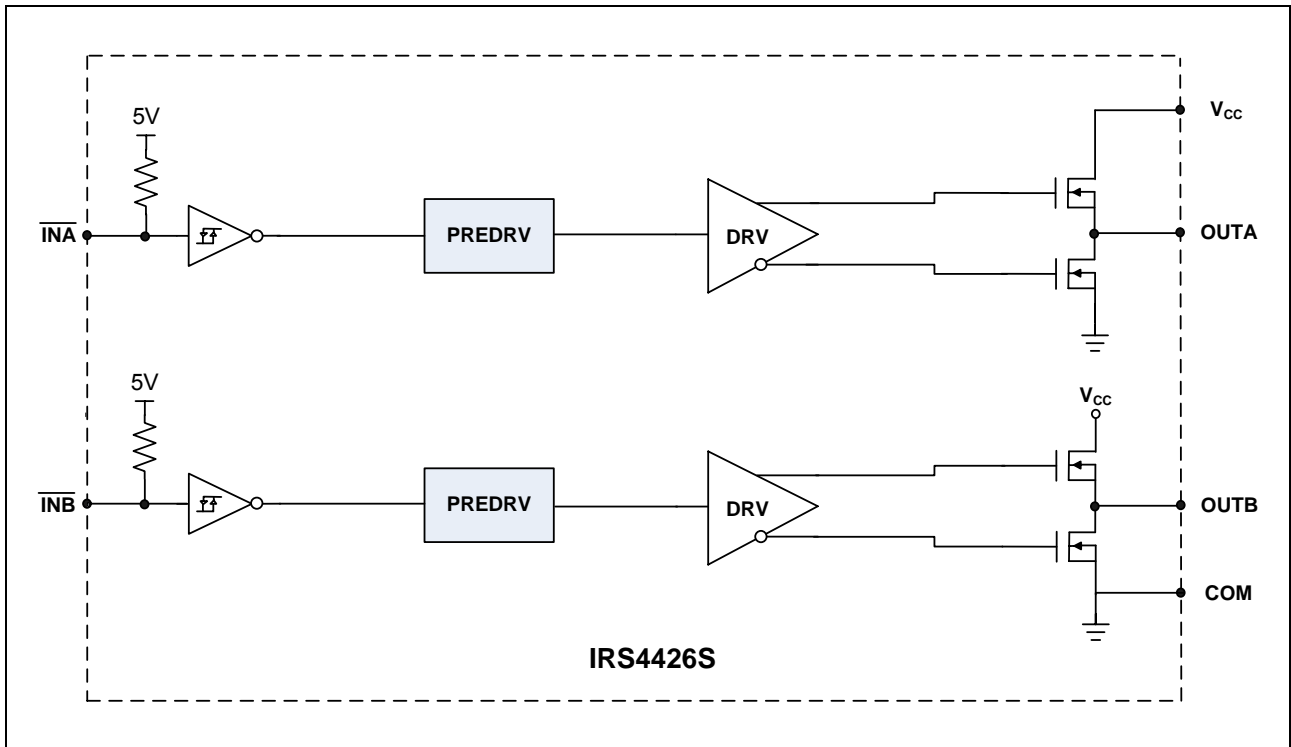 5V
V_CC
INA
PREDRV
DRV
OUTA
5V
V_CC
INB
PREDRV
DRV
OUTB
COM
IRS4426S